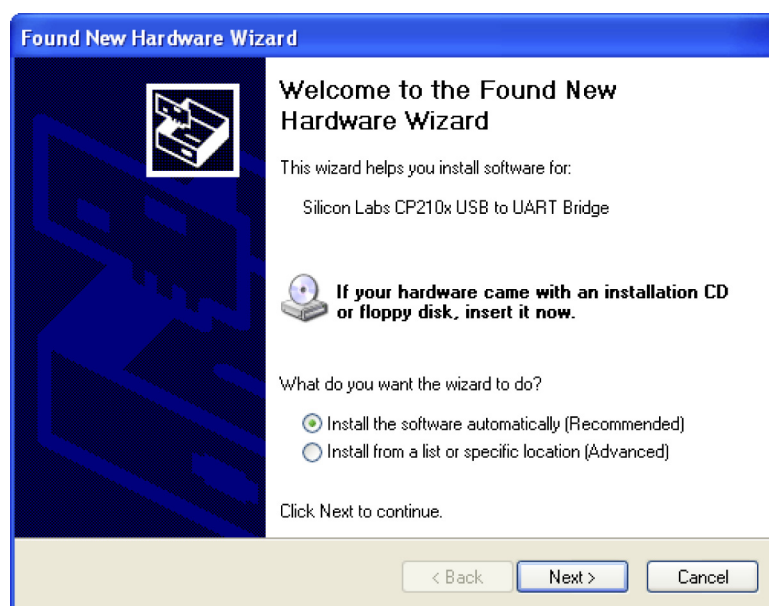 Found New Hardware Wizard
Welcome to the Found New
Hardware Wizard
This wizard helps you install software for:
Silicon Labs CP210x USB to UART Bridge
If your hardware came with an installation CD
or floppy disk, insert it now.
What do you want the wizard to do?
Install the software automatically (Recommended)
Install from a list or specific location (Advanced)
Click Next to continue.
< Back Next > Cancel